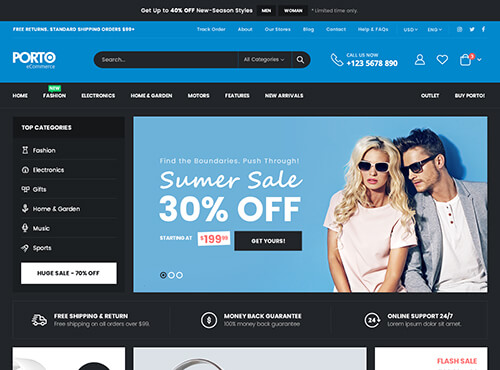 Get Up to 40% OFF New-Season Styles MEN WOMAN * Limited time only.
FREE RETURNS. STANDARD SHIPPING ORDERS $99+ Track Order About Our Stores Blog Contact Help & FAQs USD ENG
PORTO
eCommerce
Search... All Categories
CALL US NOW
+123 5678 890
3
NEW
HOME FASHION ELECTRONICS HOME & GARDEN MOTORS FEATURES NEW ARRIVALS OUTLET BUY PORTO!
TOP CATEGORIES
Fashion
Electronics
Gifts
Home & Garden
Music
Sports
HUGE SALE - 70% OFF
Find the Boundaries. Push Through!
Sumer Sale
30% OFF
STARTING AT $19999 GET YOURS!
FREE SHIPPING & RETURN
Free shipping on all orders over $99.
MONEY BACK GUARANTEE
100% money back guarantee
24
ONLINE SUPPORT 24/7
Lorem ipsum dolor sit amet.
FLASH SALE